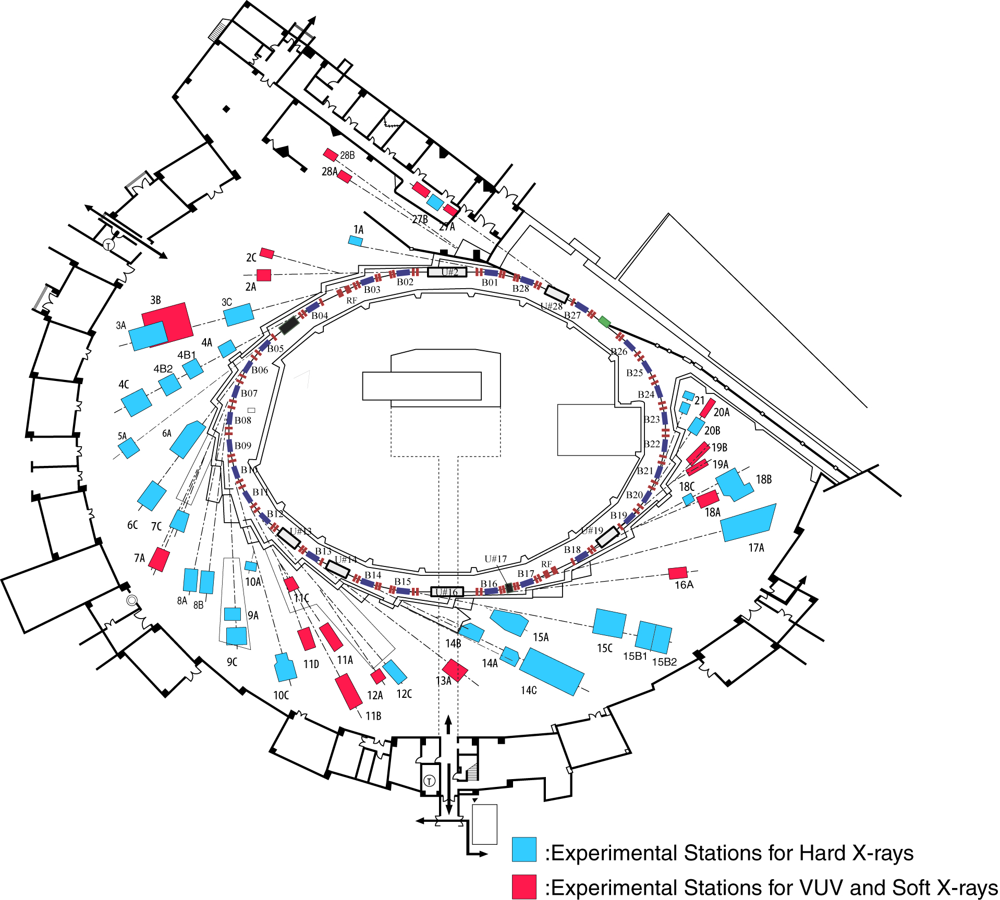 28B
28A
27B
27A
1A
2C
2A
U#2
B03
B02
B01
B28
RF
U#28
B27
3B
3C
B04
3A
4A
B05
B26
4B1
4B2
B06
B25
4C
B07
B24
21
20A
5A
6A
B08
B23
20B
B09
B22
19B
19A
B10
B21
18C
18B
B11
B20
18A
6C
7C
B12
B19
U#13
U#19
17A
7A
B13
B18
U#14
U#17
RF
10A
B14
B15
U#16
B16
B17
16A
8A
8B
11C
9A
14B
15A
15C
15B1
15B2
9C
11D
11A
14A
10C
12A
12C
13A
14C
11B
T
T
:Experimental Stations for Hard X-rays
:Experimental Stations for VUV and Soft X-rays